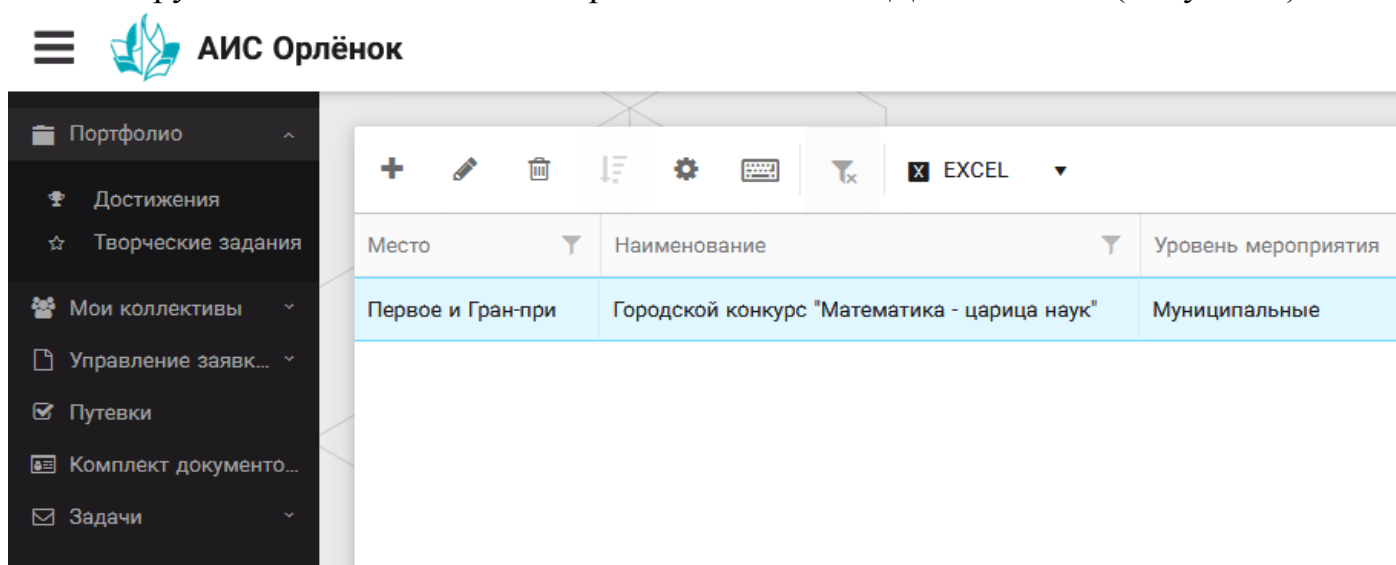 АИС Орлёнок
Портфолио
Достижения
Творческие задания
Мои коллективы
Управление заявк...
Путевки
Комплект документо...
Задачи
X EXCEL
Место Наименование Уровень мероприятия
Первое и Гран-при Городской конкурс "Математика - царица наук" Муниципальные